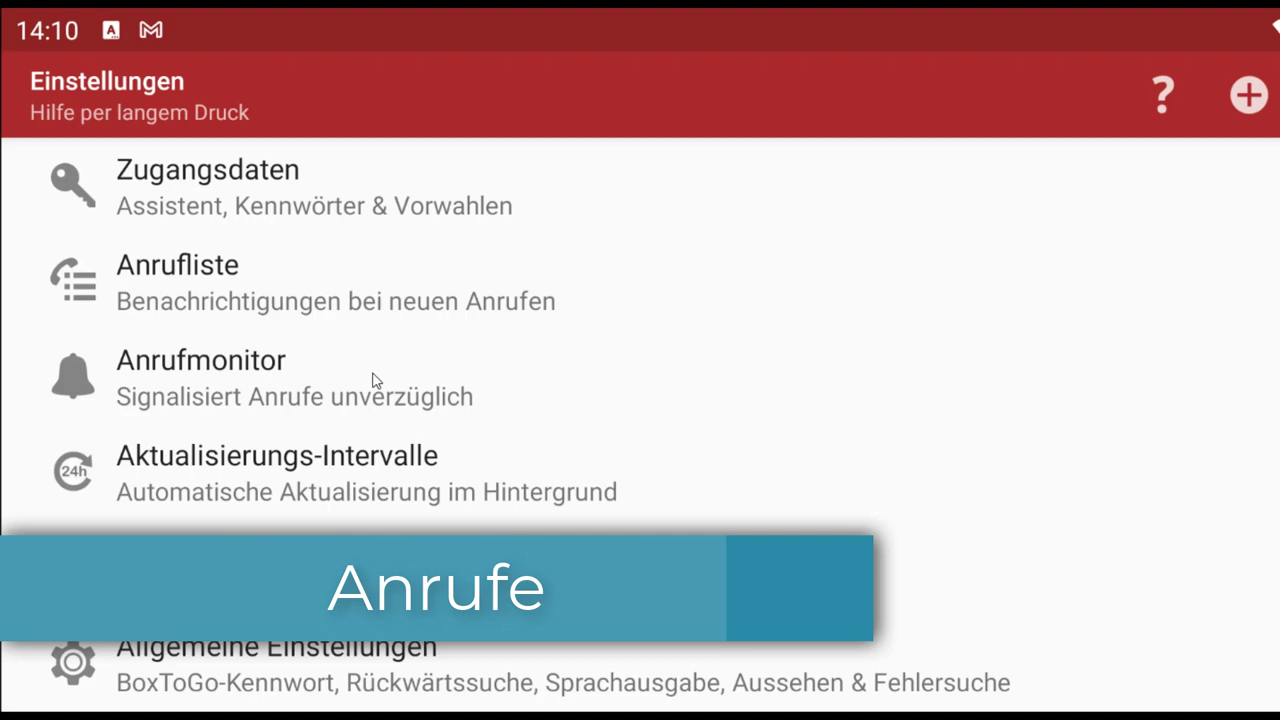 14:10
Einstellungen
Hilfe per langem Druck
Zugangsdaten
Assistent, Kennwörter & Vorwahlen
Anrufliste
Benachrichtigungen bei neuen Anrufen
Anrufmonitor
Signalisiert Anrufe unverzüglich
24h
Aktualisierungs-Intervalle
Automatische Aktualisierung im Hintergrund
Anrufe
Allgemeine Einstellungen
BoxToGo-Kennwort, Rückwärtssuche, Sprachausgabe, Aussehen & Fehlersuche